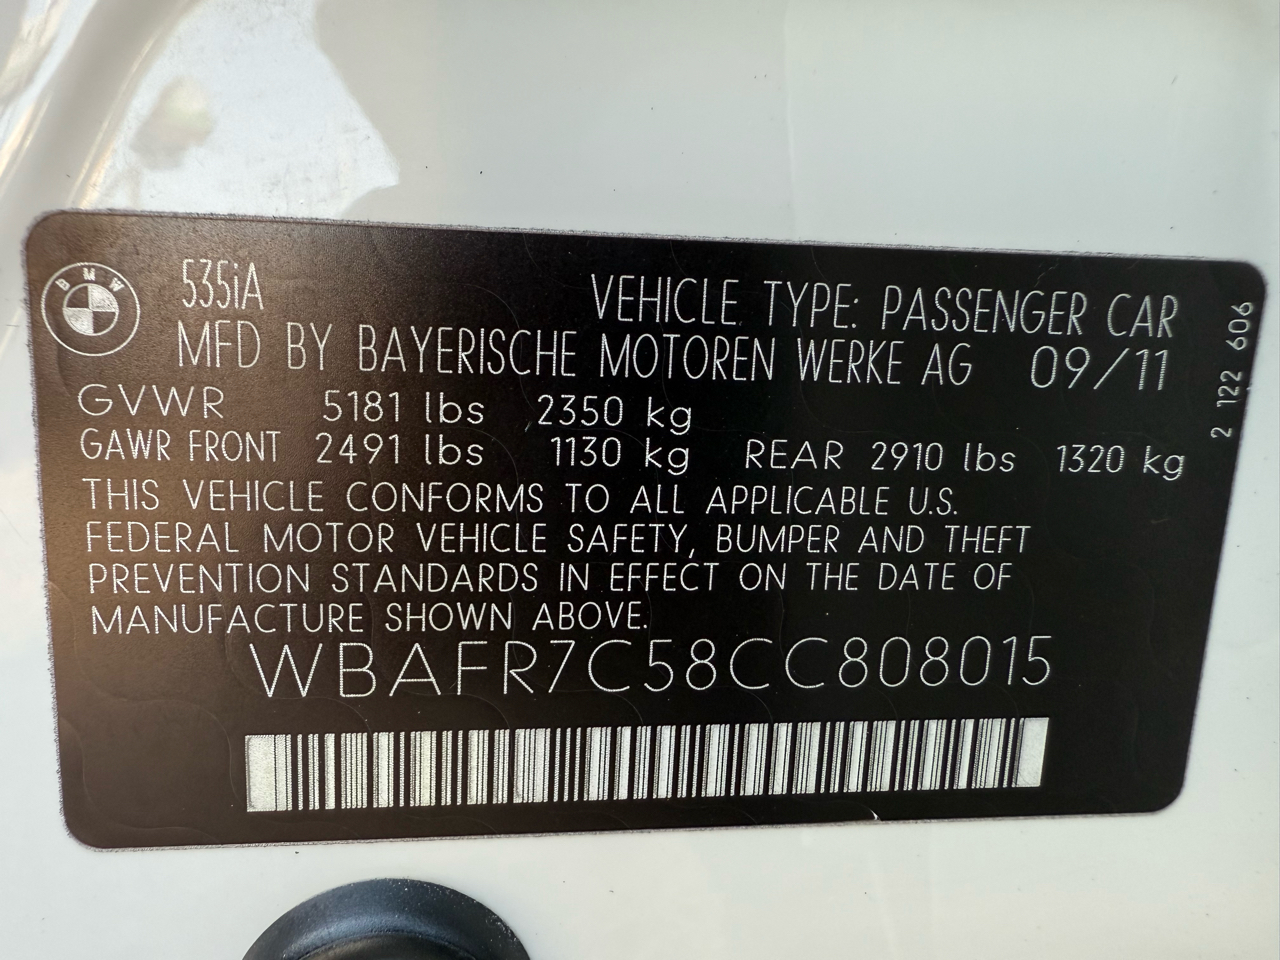 BMW
535iA
VEHICLE TYPE: PASSENGER CAR
MFD BY BAYERISCHE MOTOREN WERKE AG 09/11
GVWR 5181 lbs 2350 kg
GAWR FRONT 2491 lbs 1130 kg REAR 2910 lbs 1320 kg
THIS VEHICLE CONFORMS TO ALL APPLICABLE U.S.
FEDERAL MOTOR VEHICLE SAFETY, BUMPER AND THEFT
PREVENTION STANDARDS IN EFFECT ON THE DATE OF
MANUFACTURE SHOWN ABOVE.
WBAFR7C58CC808015
2 122 606